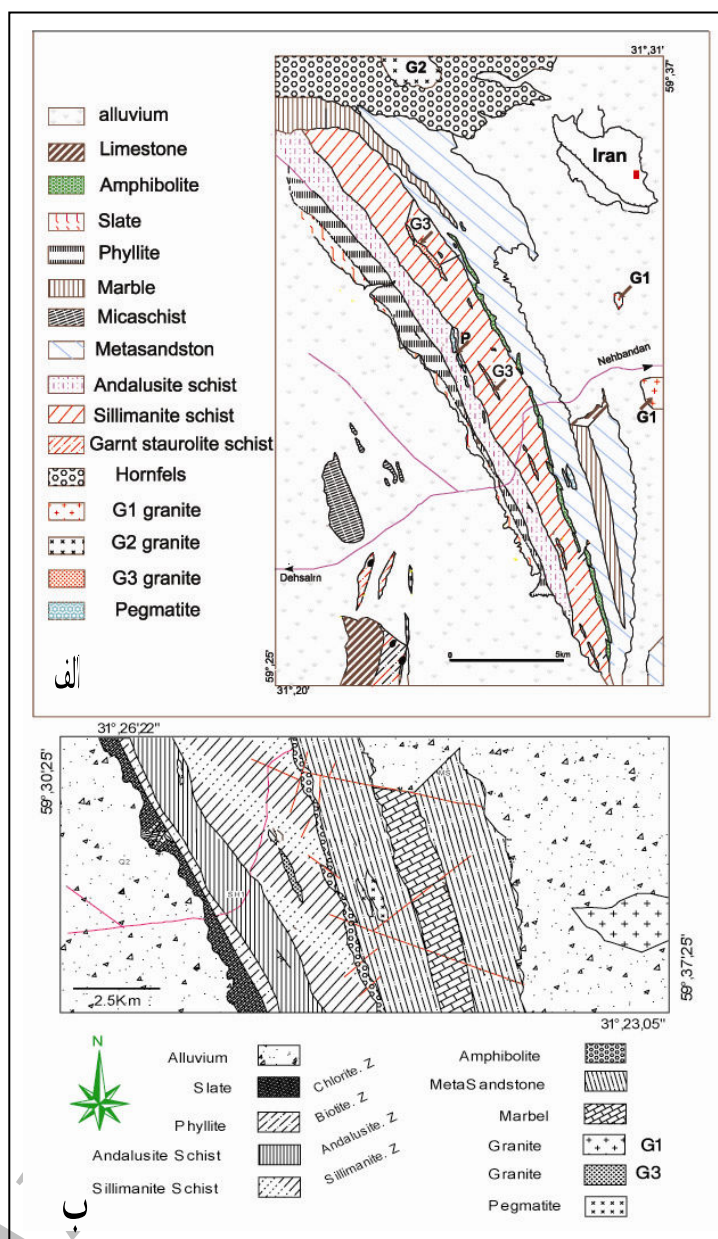 31°,31'
59°,37'
G2
Iran
G3
G1
P
Nehbandan
G3
G1
Dehsalrn
0 5km
59°,25'
31°,20'
alluvium
Limestone
Amphibolite
Slate
Phyllite
Marble
Micaschist
Metasandston
Andalusite schist
Sillimanite schist
Garnt staurolite schist
Hornfels
G1 granite
G2 granite
G3 granite
Pegmatite
الف
31°,26',22"
59°,30'25"
MS
G2
SH1
2.5Km
59°,37'25"
31°,23,05"
N
Alluvium
Slate
Phyllite
Andalusite Schist
Sillimanite Schist
Chlorite. Z
Biotite. Z
Andalusite. Z
Sillimanite. Z
Amphibolite
MetaSandstone
Marbel
Granite G1
Granite G3
Pegmatite
ب